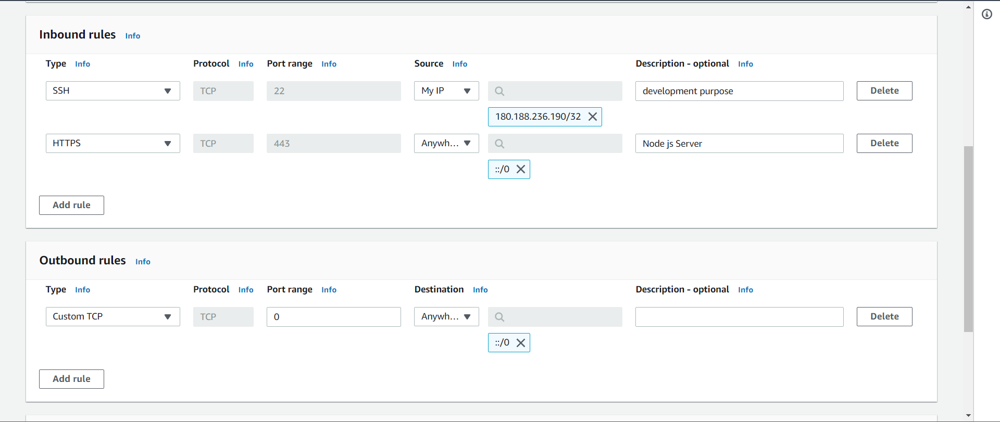 Inbound rules Info
Type Info Protocol Info Port range Info Source Info Description - optional Info
SSH TCP 22 My IP development purpose Delete
180.188.236.190/32
HTTPS TCP 443 Anywh... Node js Server Delete
::/0
Add rule
Outbound rules Info
Type Info Protocol Info Port range Info Destination Info Description - optional Info
Custom TCP TCP 0 Anywh... Delete
::/0
Add rule